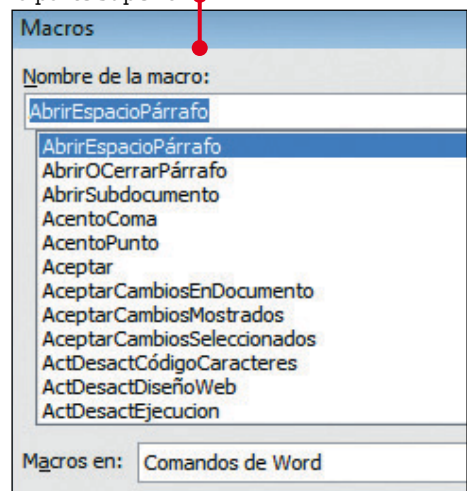 Macros
Nombre de la macro:
AbrirEspacioPárrafo
AbrirEspacioPárrafo
AbrirOCerrarPárrafo
AbrirSubdocumento
AcentoComa
AcentoPunto
Aceptar
AceptarCambiosEnDocumento
AceptarCambiosMostrados
AceptarCambiosSeleccionados
ActDesactCódigoCaracteres
ActDesactDiseñoWeb
ActDesactEjecucion
Macros en: Comandos de Word